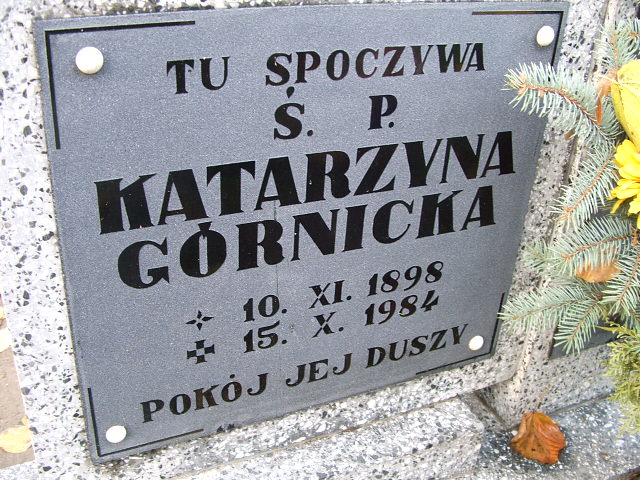 TU SPOCZYWA
Ś. P.
KATARZYNA
GÓRNICKA
10. XI. 1898
15. X. 1984
POKÓJ JEJ DUSZY